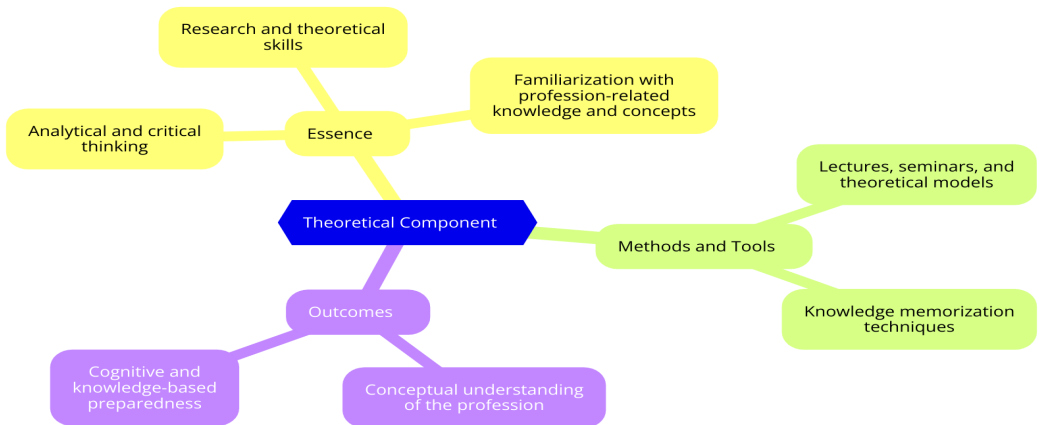 Research and theoretical
skills
Familiarization with
profession-related
knowledge and concepts
Analytical and critical
thinking
Essence
Lectures, seminars, and
theoretical models
Theoretical Component
Methods and Tools
Knowledge memorization
techniques
Outcomes
Cognitive and
knowledge-based
preparedness
Conceptual understanding
of the profession